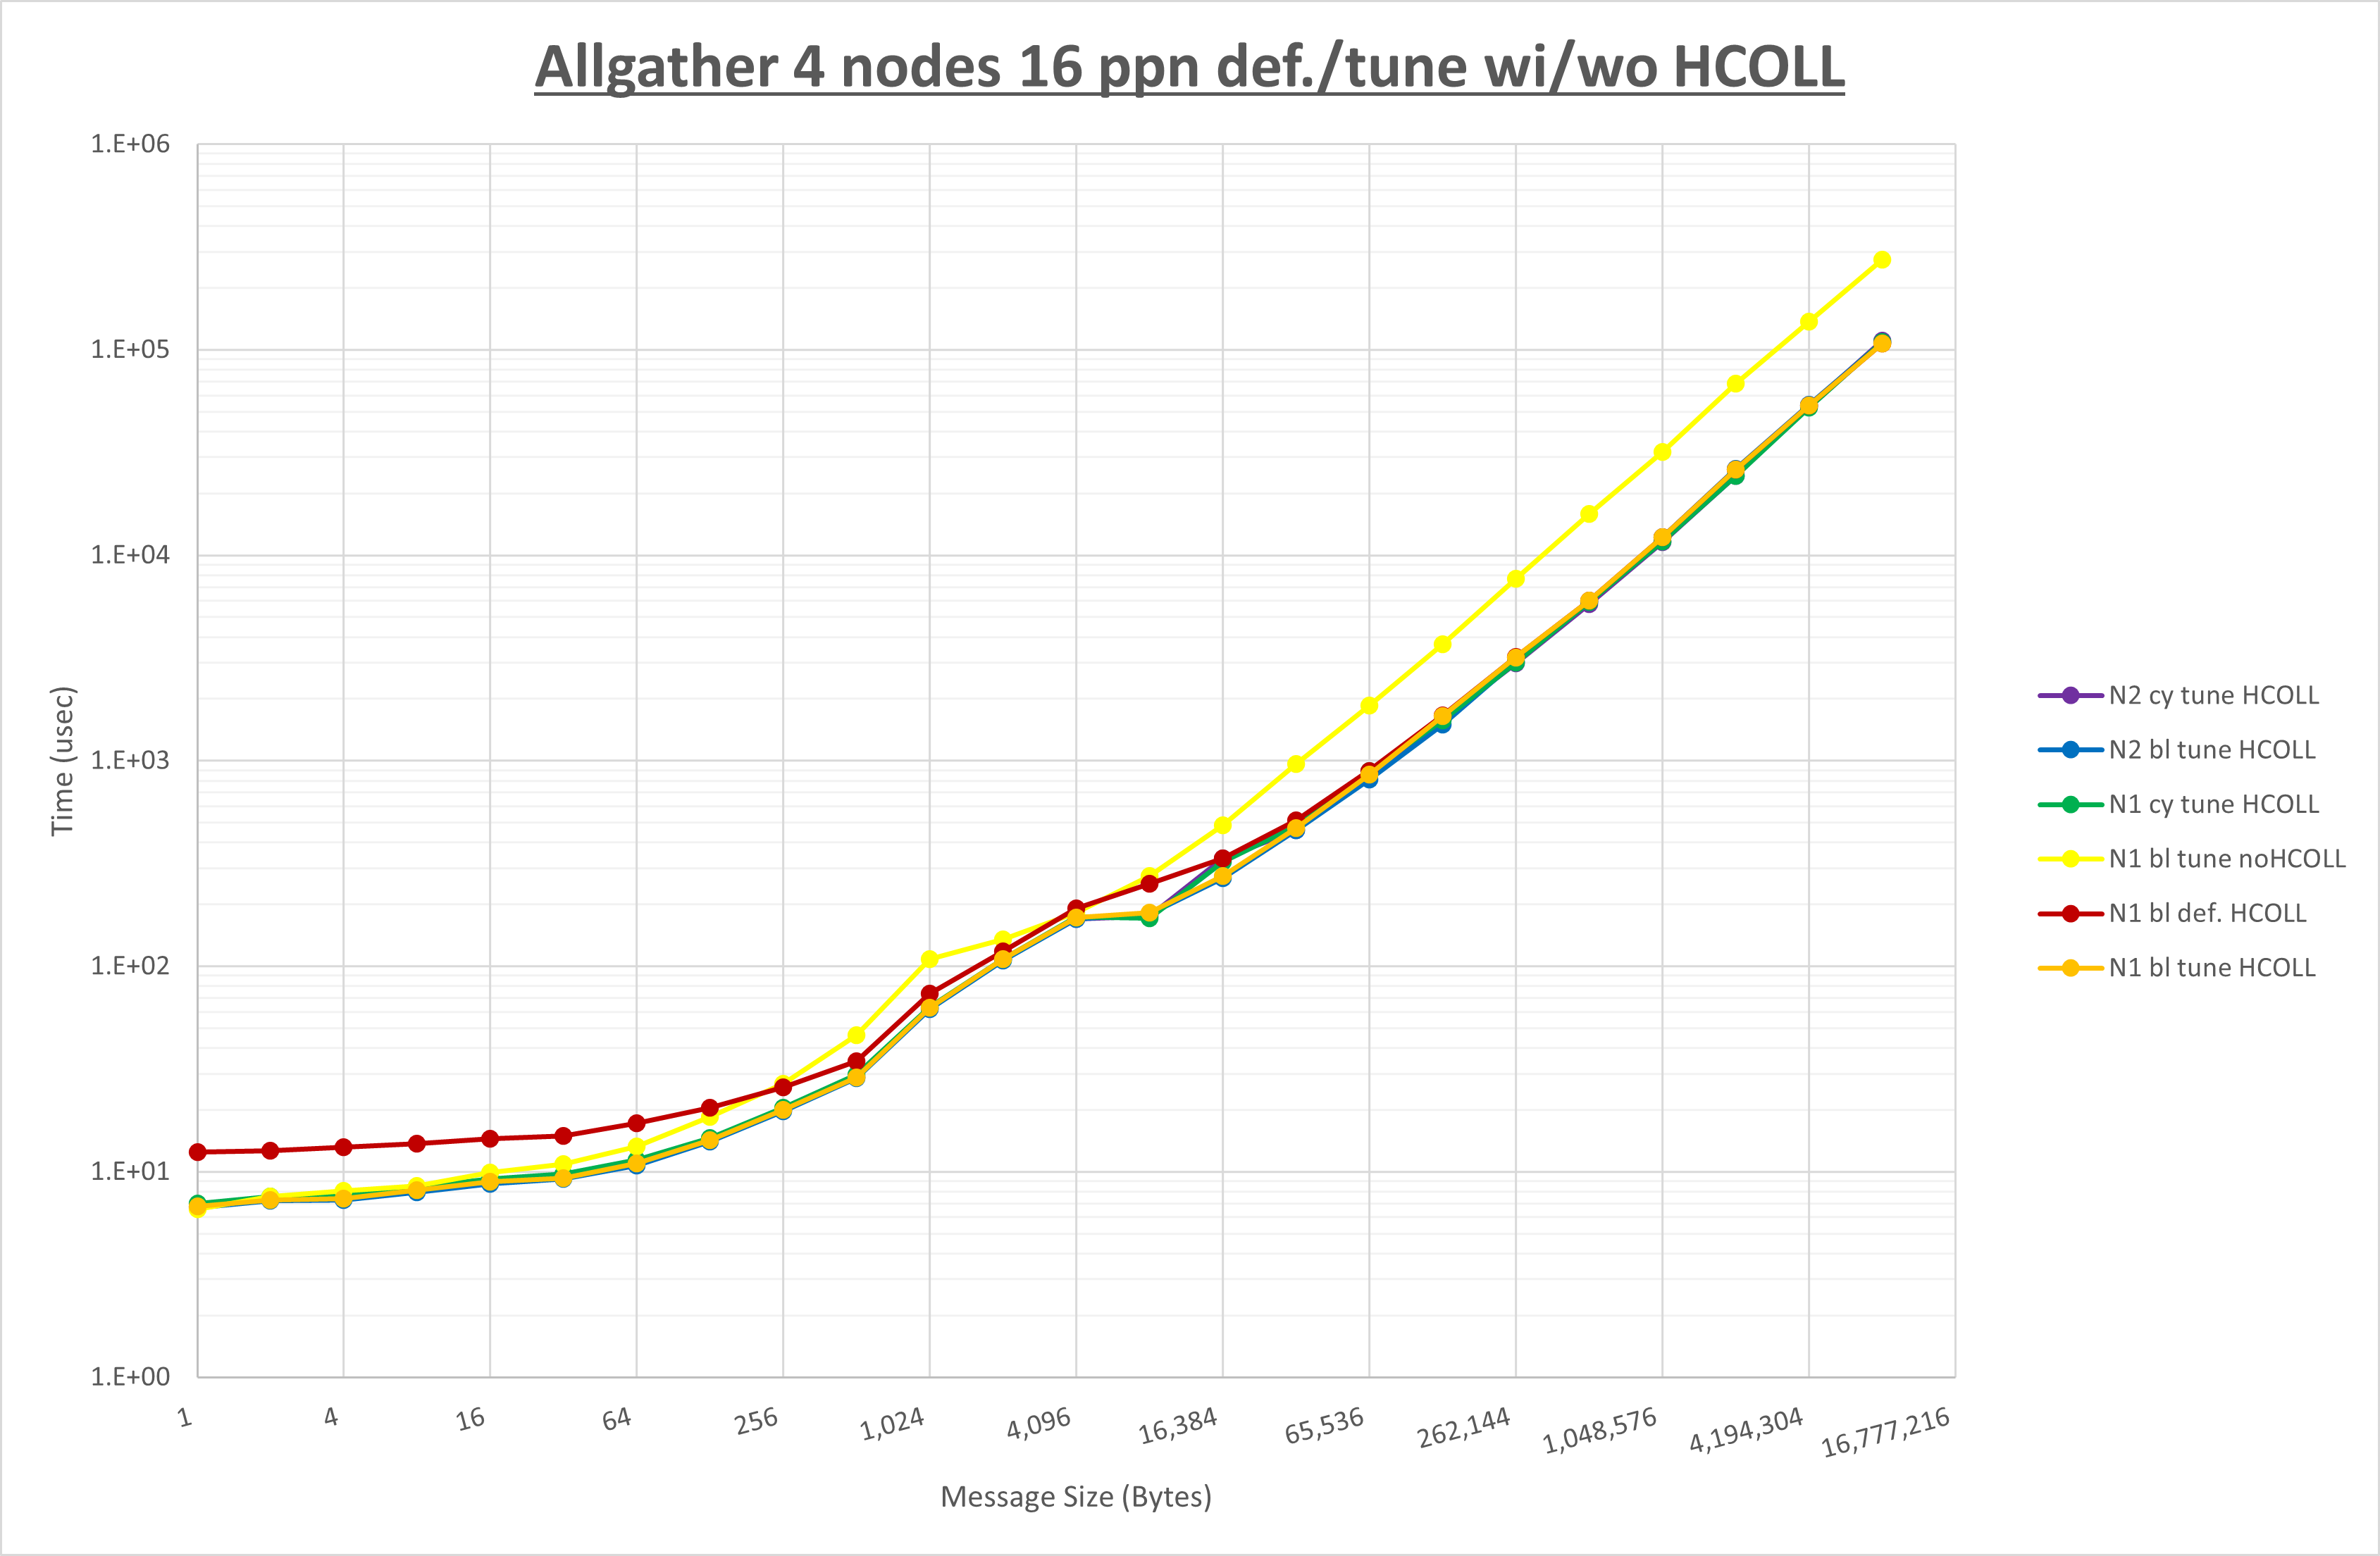 Allgather 4 nodes 16 ppn def./tune wi/wo HCOLL
1.E+06
1.E+05
1.E+04
1.E+03
1.E+02
1.E+01
1.E+00
Time (usec)
1
4
16
64
256
1,024
4,096
16,384
65,536
262,144
1,048,576
4,194,304
16,777,216
Message Size (Bytes)
N2 cy tune HCOLL
N2 bl tune HCOLL
N1 cy tune HCOLL
N1 bl tune noHCOLL
N1 bl def. HCOLL
N1 bl tune HCOLL